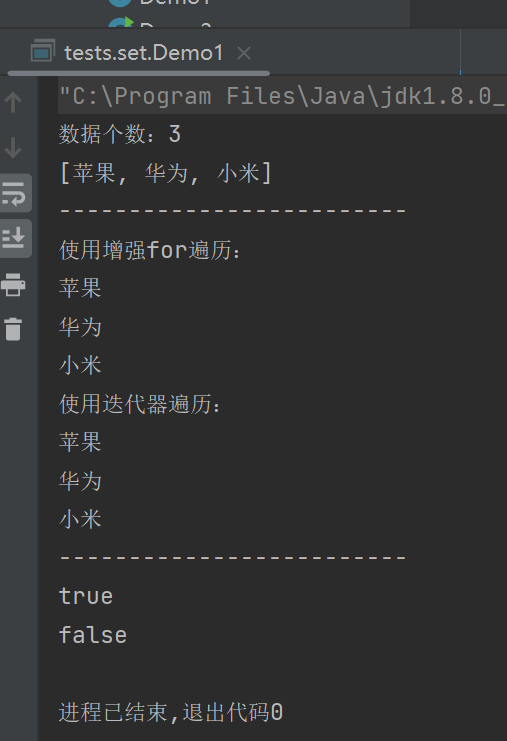 tests.set.Demo1
"C:\Program Files\Java\jdk1.8.0_
数据个数：3
[苹果, 华为, 小米]
--------------------------
使用增强for遍历：
苹果
华为
小米
使用迭代器遍历：
苹果
华为
小米
--------------------------
true
false
进程已结束,退出代码0